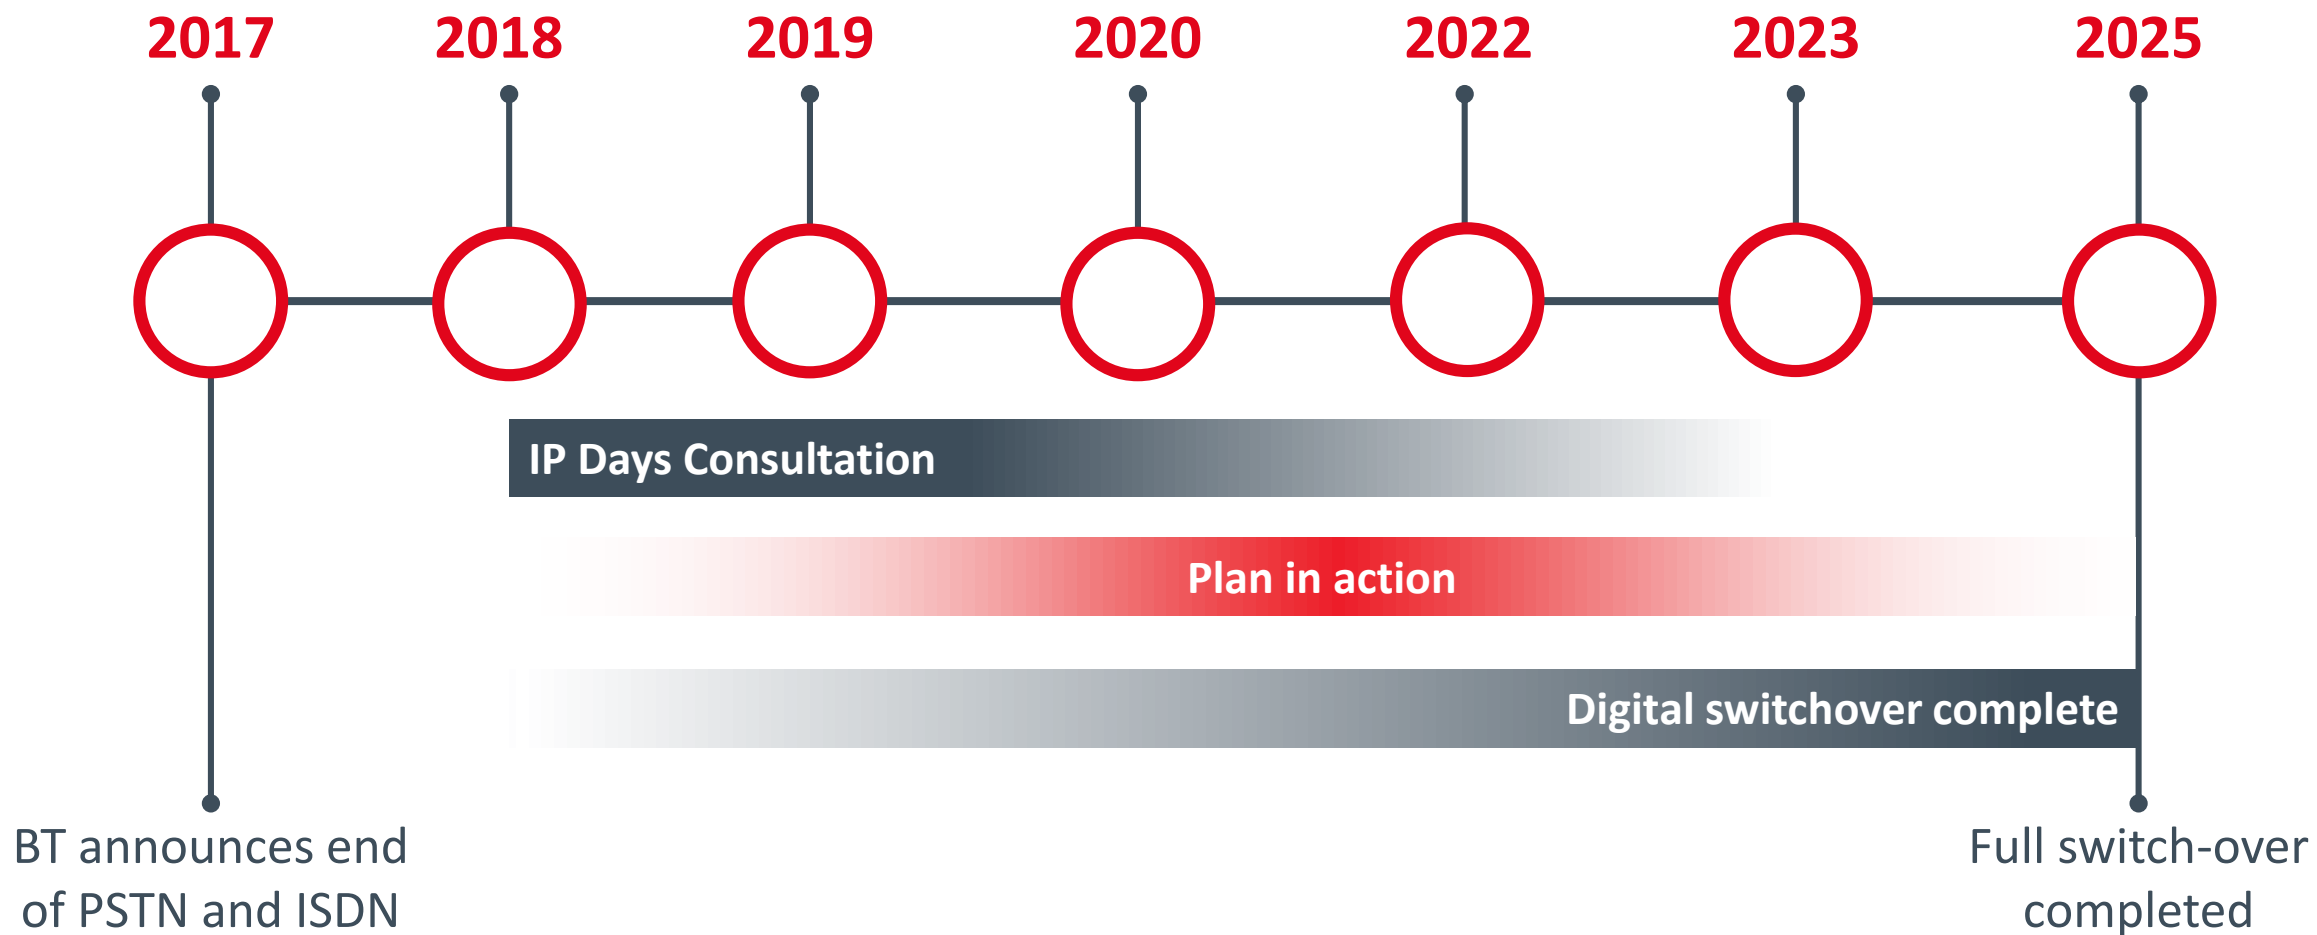 2017 2018 2019 2020 2022 2023 2025
IP Days Consultation
Plan in action
Digital switchover complete
BT announces end
of PSTN and ISDN
Full switch-over
completed